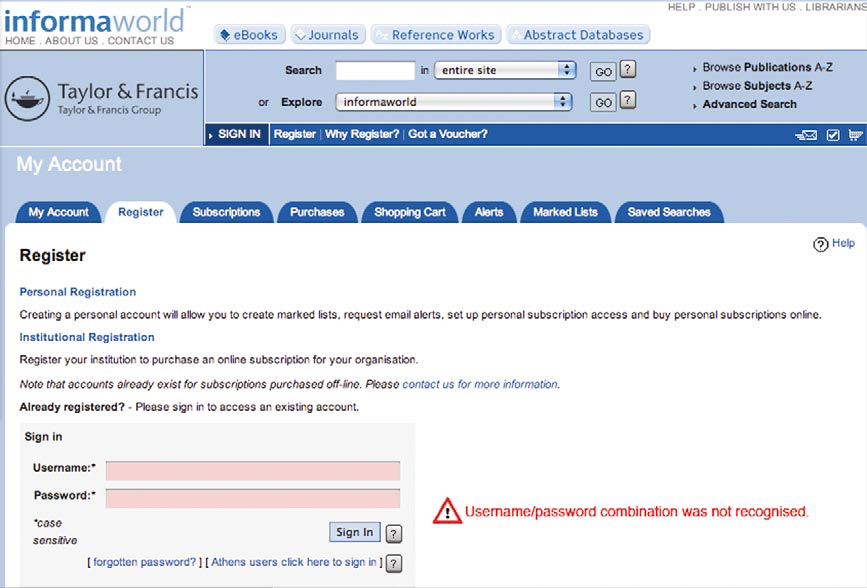 informaworld™
HOME . ABOUT US . CONTACT US
HELP . PUBLISH WITH US . LIBRARIANS
eBooks Journals Reference Works Abstract Databases
Taylor & Francis
Taylor & Francis Group
Search in entire site GO ?
or Explore informaworld GO ?
Browse Publications A-Z
Browse Subjects A-Z
Advanced Search
SIGN IN Register | Why Register? | Got a Voucher?
My Account
My Account Register Subscriptions Purchases Shopping Cart Alerts Marked Lists Saved Searches
Register
? Help
Personal Registration
Creating a personal account will allow you to create marked lists, request email alerts, set up personal subscription access and buy personal subscriptions online.
Institutional Registration
Register your institution to purchase an online subscription for your organisation.
Note that accounts already exist for subscriptions purchased off-line. Please contact us for more information.
Already registered? - Please sign in to access an existing account.
Sign in
Username:*
Password:*
! Username/password combination was not recognised.
*case
sensitive
Sign In ?
[ forgotten password? ] [ Athens users click here to sign in ] ?